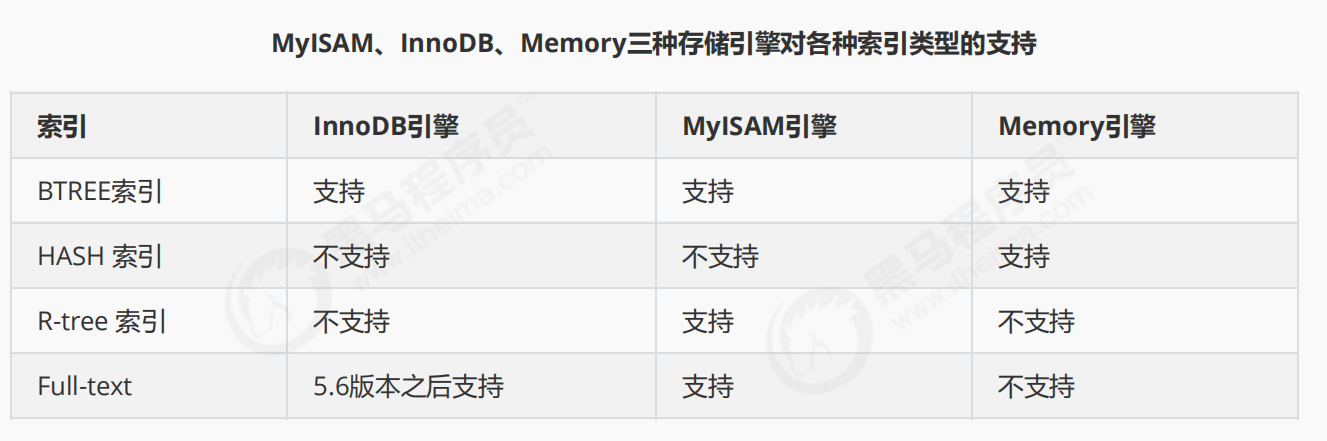 MyISAM、InnoDB、Memory三种存储引擎对各种索引类型的支持
索引 InnoDB引擎 MyISAM引擎 Memory引擎
BTREE索引 支持 支持 支持
HASH 索引 不支持 不支持 支持
R-tree 索引 不支持 支持 不支持
Full-text 5.6版本之后支持 支持 不支持
黑马程序员™
www.itheima.com
黑马程序员
www.itheima.com